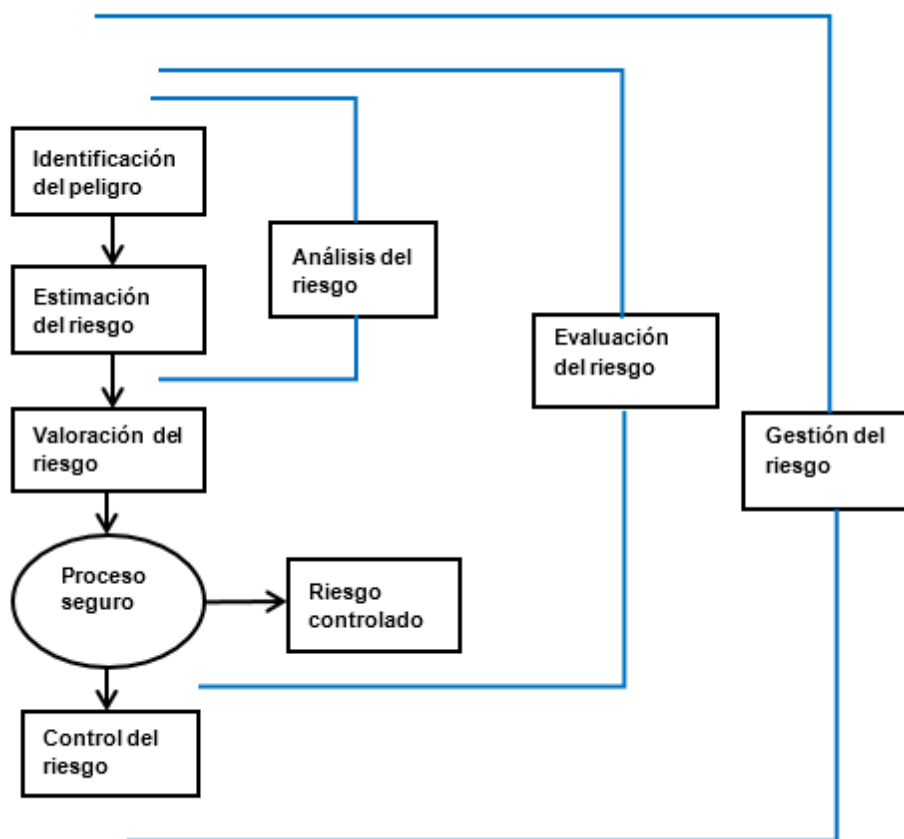 Identificación
del peligro
Estimación
del riesgo
Análisis del
riesgo
Valoración del
riesgo
Evaluación
del riesgo
Gestión del
riesgo
Proceso
seguro
Riesgo
controlado
Control del
riesgo